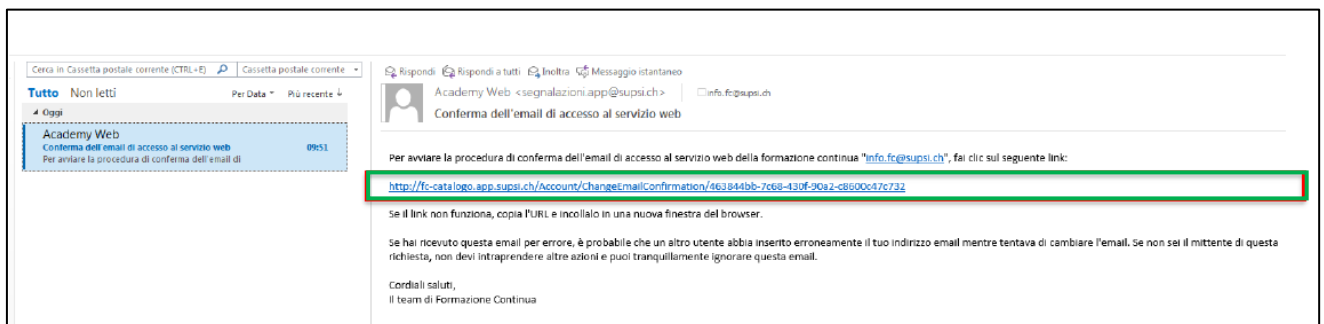 Cerca in Cassetta postale corrente (CTRL+E) Cassetta postale corrente
Tutto Non letti Per Data Più recente
Oggi
Academy Web
Conferma dell'email di accesso al servizio web 09:51
Per avviare la procedura di conferma dell'email di
Rispondi Rispondi a tutti Inoltra Messaggio istantaneo
Academy Web <segnalazioni.app@supsi.ch> info.fc@supsi.ch
Conferma dell'email di accesso al servizio web
Per avviare la procedura di conferma dell'email di accesso al servizio web della formazione continua "info.fc@supsi.ch", fai clic sul seguente link:
http://fc-catalogo.app.supsi.ch/Account/ChangeEmailConfirmation/463844bb-7c68-430f-90a2-c8600c47c732
Se il link non funziona, copia l'URL e incollalo in una nuova finestra del browser.
Se hai ricevuto questa email per errore, è probabile che un altro utente abbia inserito erroneamente il tuo indirizzo email mentre tentava di cambiare l'email. Se non sei il mittente di questa
richiesta, non devi intraprendere altre azioni e puoi tranquillamente ignorare questa email.
Cordiali saluti,
Il team di Formazione Continua